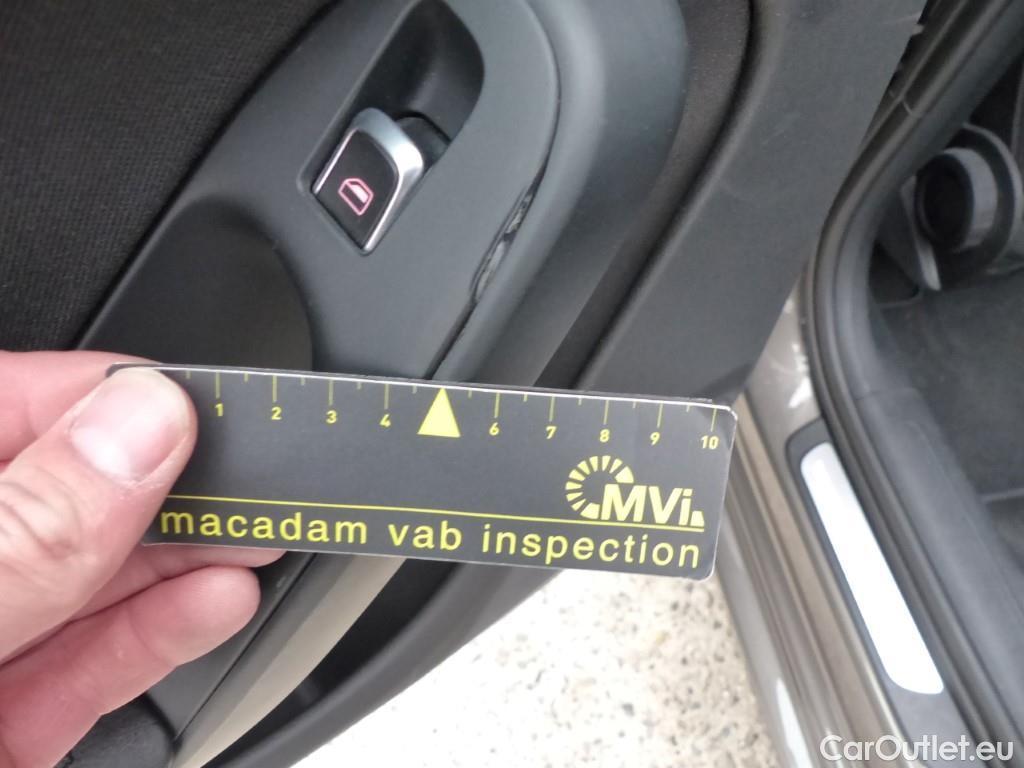 1 2 3 4 6 7 8 9 10
MVi
macadam vab inspection
CarOutlet.eu